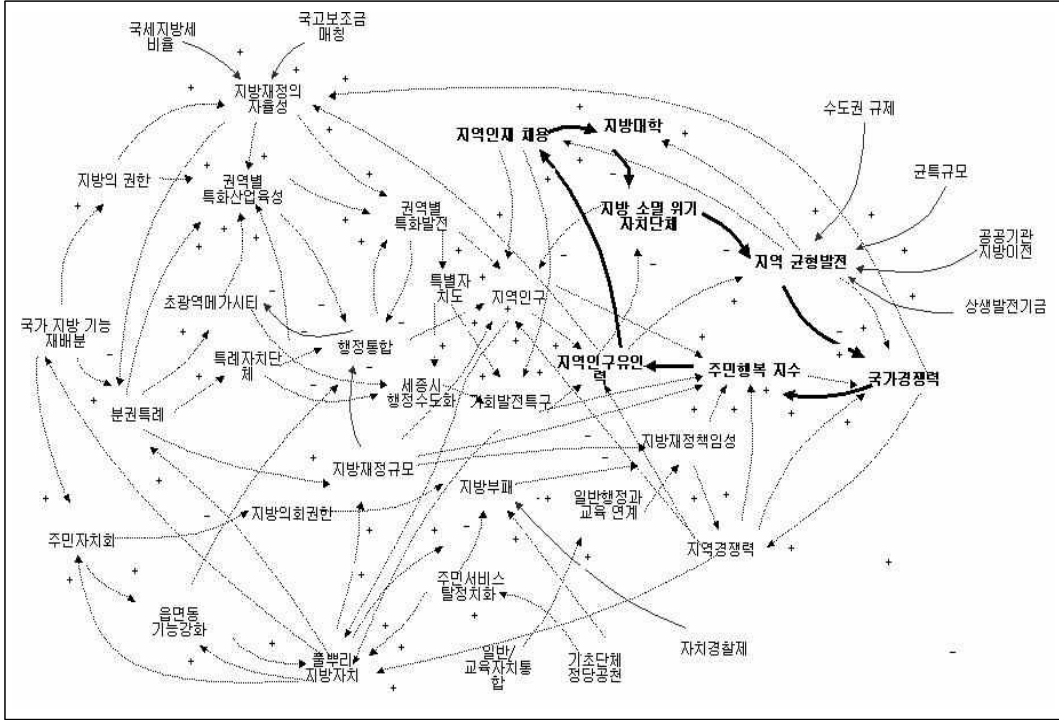 국세지방세
비율
국고보조금
매칭
지방재정의
자율성
지역인재 채용
지방대학
수도권 규제
지방의 권한
권역별
특화산업육성
권역별
특화발전
지방 소멸 위기
자치단체
균특규모
지역 균형발전
공공기관
지방이전
특별자
치도
지역인구
초광역메가시티
상생발전기금
국가 지방 기능
재배분
행정통합
특례자치단
체
지역인구유인
력
주민행복 지수
국가경쟁력
세종시
행정수도화
기회발전특구
분권특례
지방재정책임성
지방재정규모
지방부패
일반행정과
교육 연계
지방의회권한
주민자치회
지역경쟁력
주민서비스
탈정치화
읍면동
기능강화
풀뿌리
지방자치
일반/
교육자치통
합
기초단체
정당공천
자치경찰제